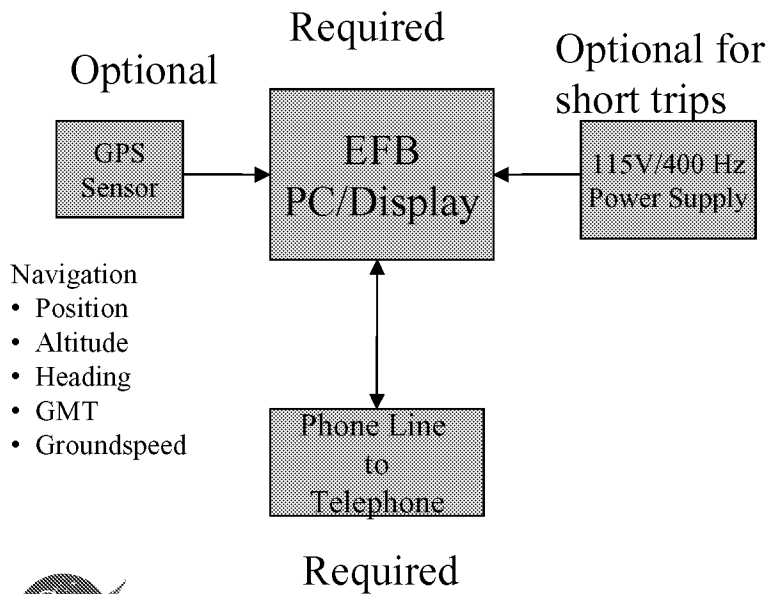 Required
Optional
Optional for
short trips
GPS
Sensor
EFB
PC/Display
115V/400 Hz
Power Supply
Navigation
• Position
• Altitude
• Heading
• GMT
• Groundspeed
Phone Line
to
Telephone
Required